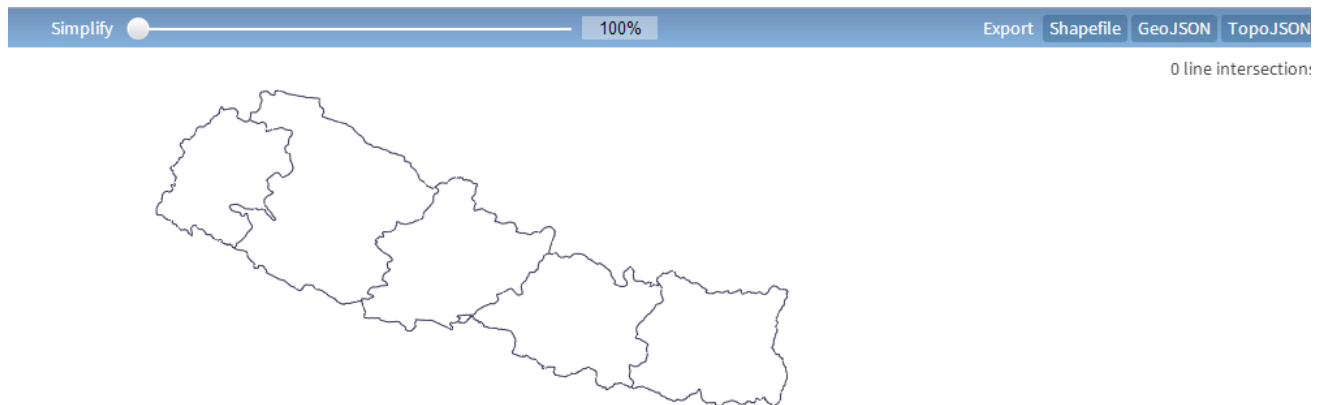 Simplify 100% Export Shapefile GeoJSON TopoJSON
0 line intersections